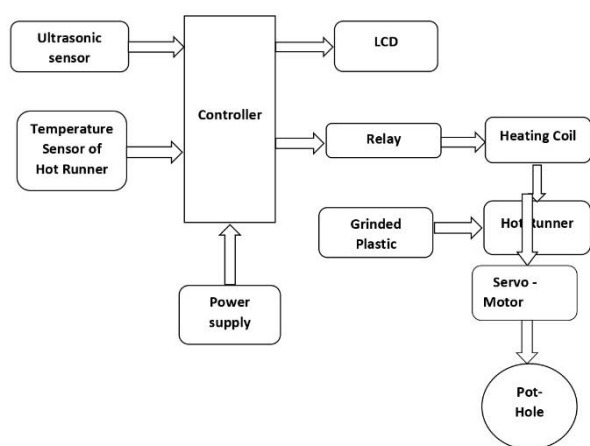 Ultrasonic
sensor
LCD
Controller
Temperature
Sensor of
Hot Runner
Relay
Heating Coil
Grinded
Plastic
Hot Runner
Servo -
Motor
Power
supply
Pot-
Hole